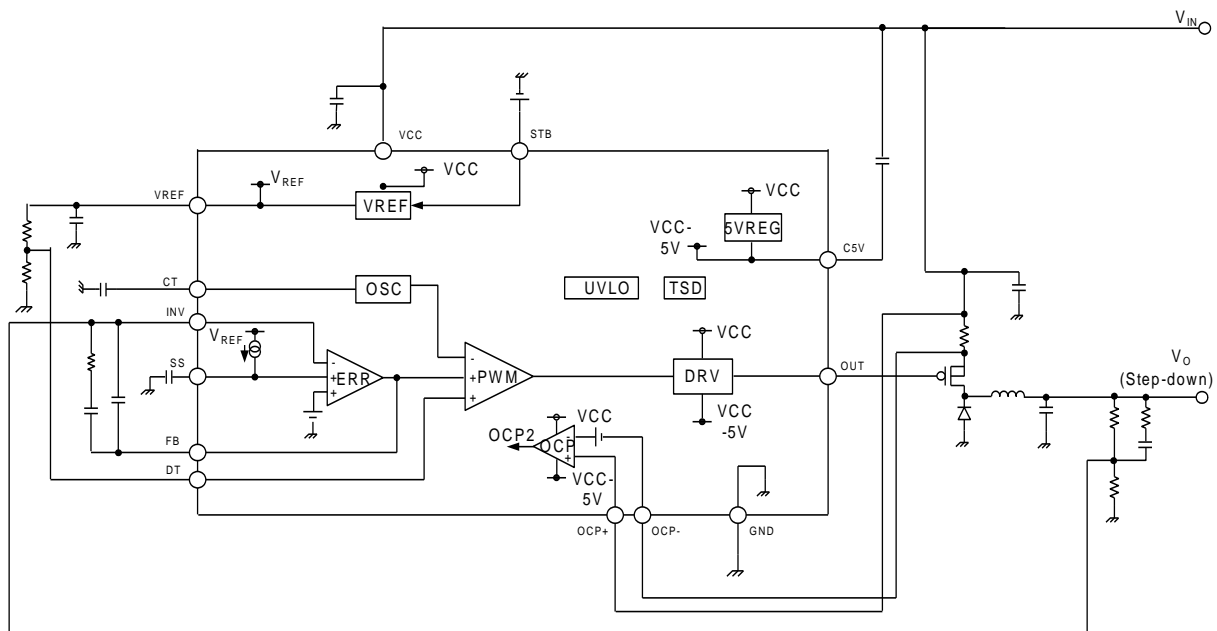 VIN
VCC
STB
VREF
VREF
VCC
VREF
VCC
5VREG
VCC-
5V
C5V
CT
OSC
UVLO
TSD
INV
VREF
SS
-
+
+
ERR
-
+
+
PWM
VCC
DRV
VCC
-5V
OUT
VO
(Step-down)
FB
DT
OCP2
VCC
-
+
OCP
VCC-
5V
OCP+
OCP-
GND